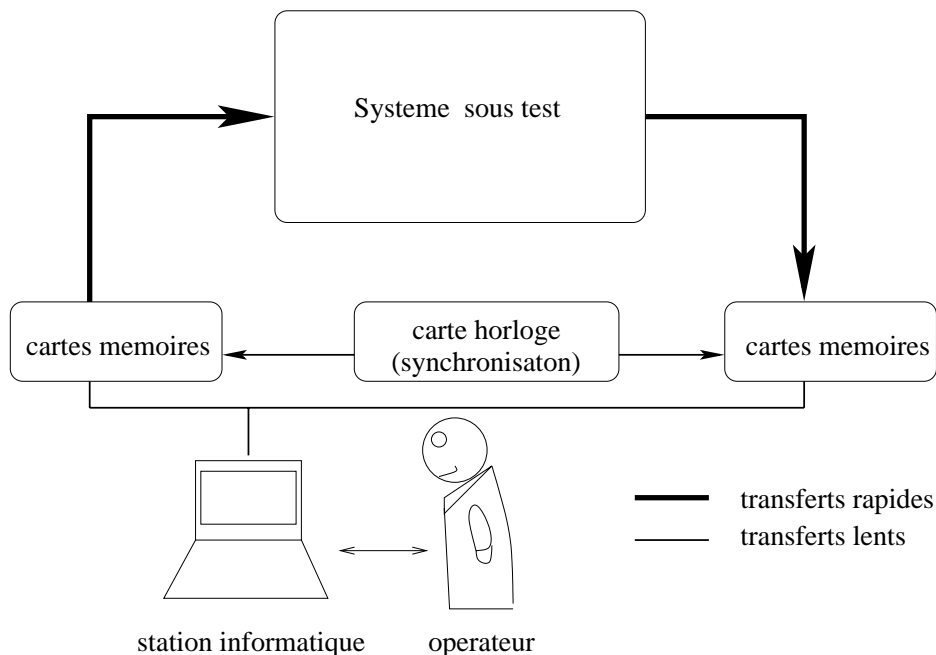 Systeme sous test
cartes memoires
carte horloge
(synchronisaton)
cartes memoires
transferts rapides
transferts lents
station informatique
operateur